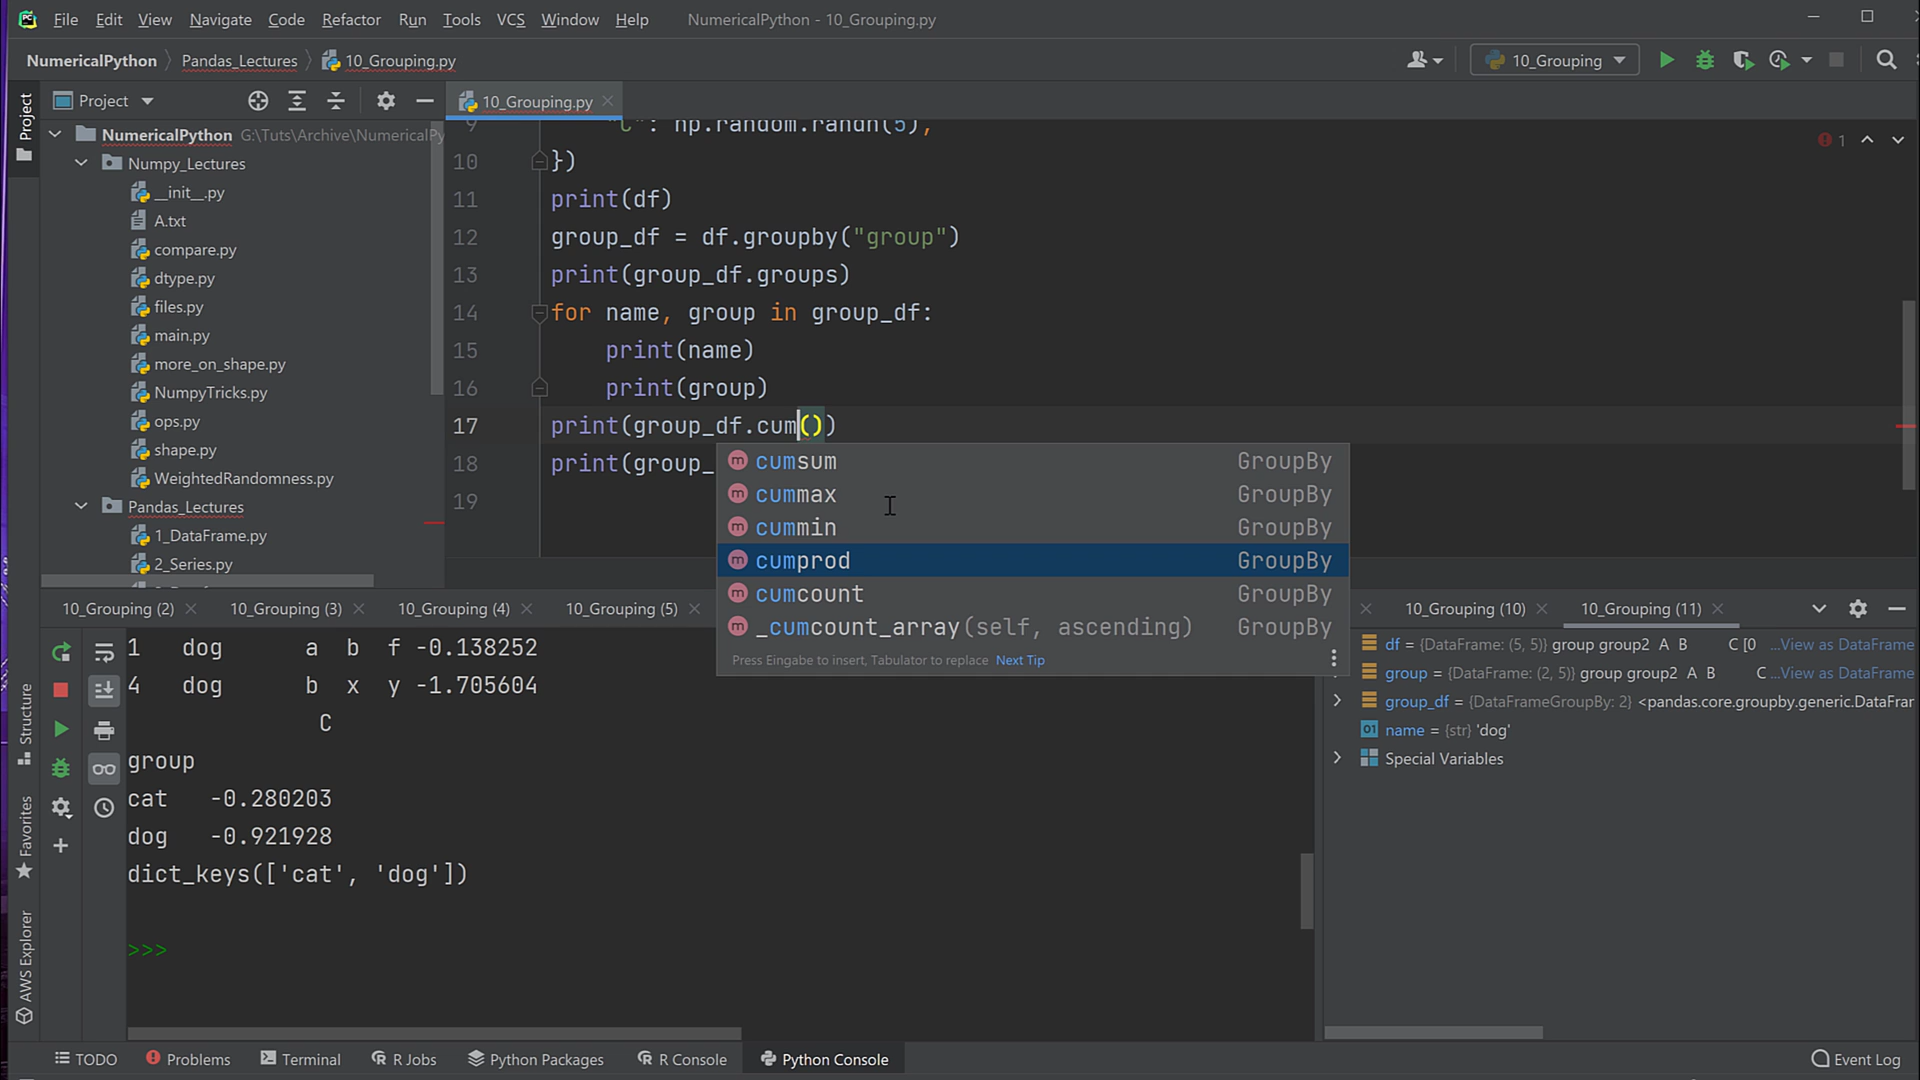 File Edit View Navigate Code Refactor Run Tools VCS Window Help NumericalPython - 10_Grouping.py
NumericalPython Pandas_Lectures 10_Grouping.py 10_Grouping
Project
Project
10_Grouping.py
NumericalPython G:\Tuts\Archive\NumericalPy
Numpy_Lectures
__init__.py
A.txt
compare.py
dtype.py
files.py
main.py
more_on_shape.py
NumpyTricks.py
ops.py
shape.py
WeightedRandomness.py
Pandas_Lectures
1_DataFrame.py
2_Series.py
9 "C": np.random.randn(5),
10 })
11 print(df)
12 group_df = df.groupby("group")
13 print(group_df.groups)
14 for name, group in group_df:
15 print(name)
16 print(group)
17 print(group_df.cum())
18 print(group_
19
1
cumsum GroupBy
cummax GroupBy
cummin GroupBy
cumprod GroupBy
cumcount GroupBy
_cumcount_array(self, ascending) GroupBy
Press Eingabe to insert, Tabulator to replace Next Tip
10_Grouping (2) 10_Grouping (3) 10_Grouping (4) 10_Grouping (5) 10_Grouping (10) 10_Grouping (11)
1 dog a b f -0.138252
4 dog b x y -1.705604
C
group
cat -0.280203
dog -0.921928
dict_keys(['cat', 'dog'])
>>>
df = {DataFrame: (5, 5)} group group2 A B C [0 ...View as DataFrame
group = {DataFrame: (2, 5)} group group2 A B C ...View as DataFrame
group_df = {DataFrameGroupBy: 2} <pandas.core.groupby.generic.DataFrar
01 name = {str} 'dog'
Special Variables
Structure
Favorites
AWS Explorer
TODO Problems Terminal R Jobs Python Packages R Console Python Console Event Log